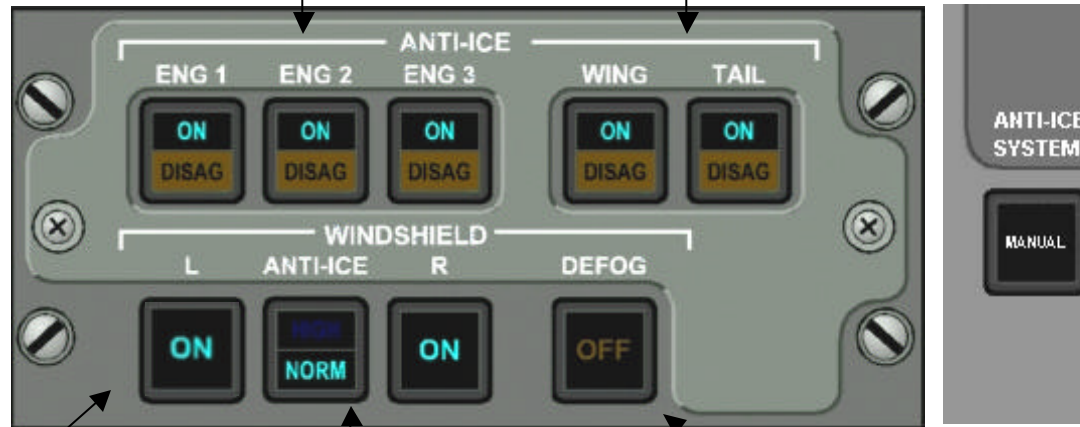 ANTI-ICE
ENG 1 ENG 2 ENG 3 WING TAIL
ON ON ON ON ON
DISAG DISAG DISAG DISAG DISAG
WINDSHIELD
L ANTI-ICE R DEFOG
HIGH
ON NORM ON OFF
ANTI-ICE
SYSTEM
MANUAL